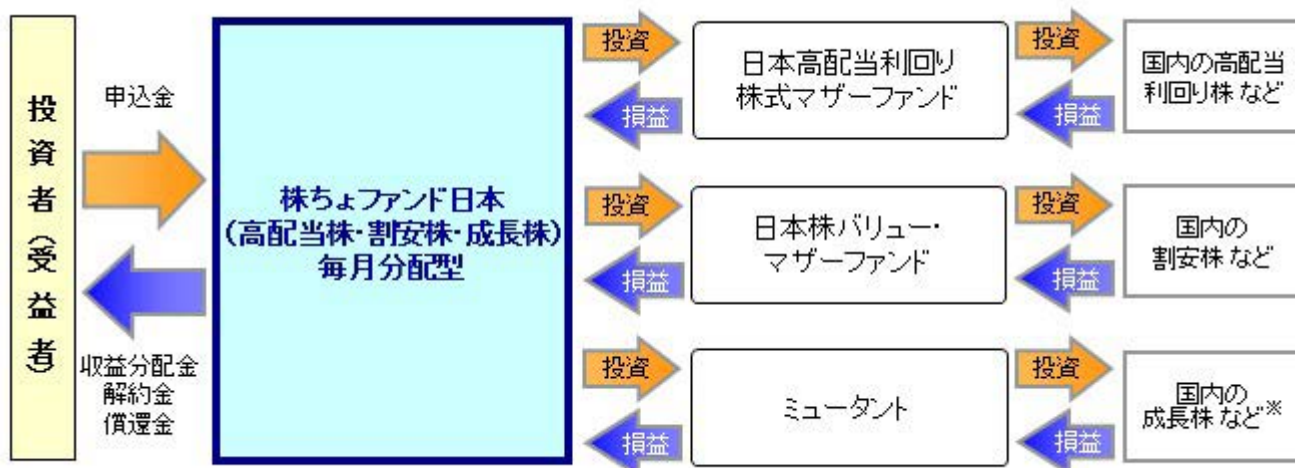 投資者(受益者)
申込金
収益分配金
解約金
償還金
株ちょファンド日本
(高配当株・割安株・成長株)
毎月分配型
投資
損益
日本高配当利回り
株式マザーファンド
投資
損益
国内の高配当
利回り株 など
投資
損益
日本株バリュー・
マザーファンド
投資
損益
国内の
割安株 など
投資
損益
ミュータント
投資
損益
国内の
成長株 など※